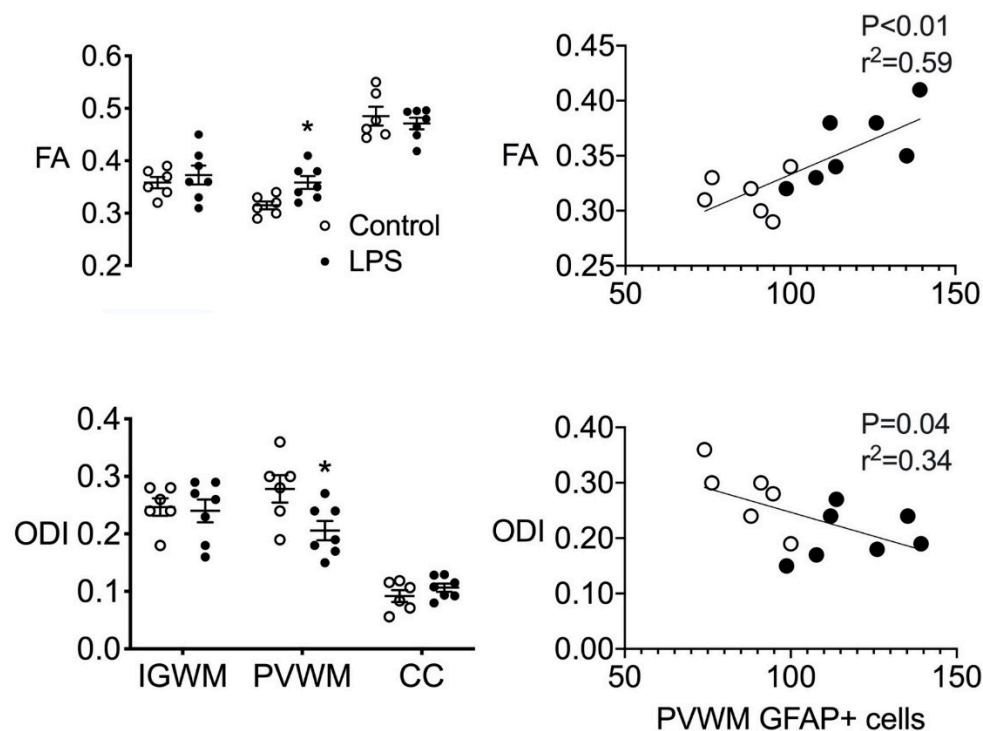 0.6
0.5
FA 0.4
0.3
0.2
*
Control
LPS
P<0.01
r²=0.59
0.45
0.40
FA 0.35
0.30
0.25
50 100 150
0.4
0.3
ODI 0.2
0.1
0.0
*
IGWM PVWM CC
P=0.04
r²=0.34
0.40
0.30
ODI 0.20
0.10
0.00
50 100 150
PVWM GFAP+ cells